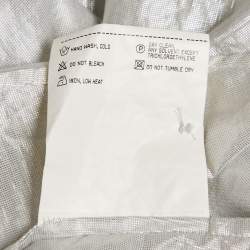 HAND WASH, COLD
DO NOT BLEACH
IRON, LOW HEAT
DRY CLEAN,
ANY SOLVENT EXCEPT
TRICHLOROETHYLENE
DO NOT TUMBLE DRY